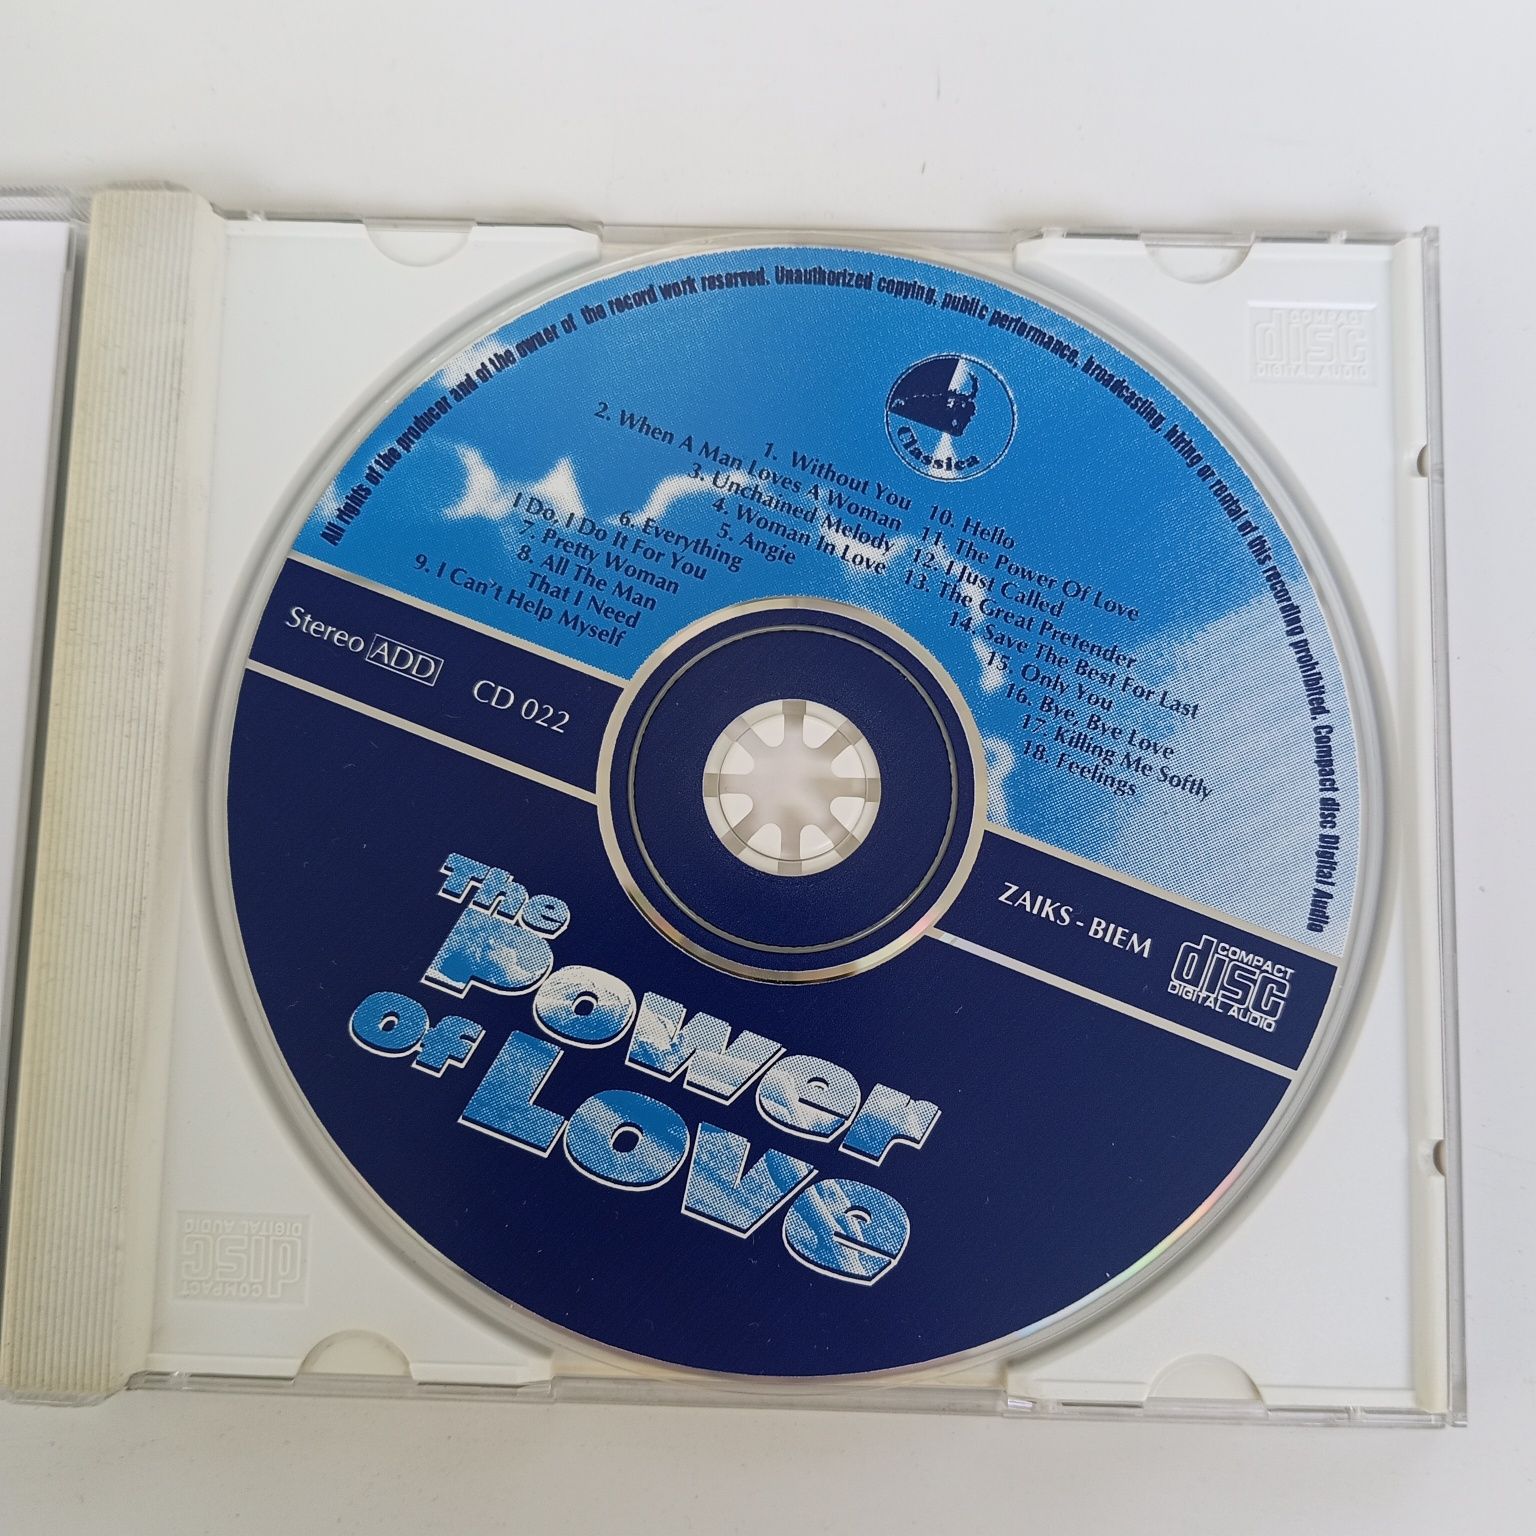 All rights of the producer and of the owner of the record work reserved. Unauthorized copying, public performance, broadcasting, hiring or rental of this recording prohibited. Compact disc Digital Audio
Classica
1. Without You
2. When A Man Loves A Woman
3. Unchained Melody
4. Woman In Love
5. Angie
6. Everything
I Do, I Do It For You
7. Pretty Woman
8. All The Man
That I Need
9. I Can't Help Myself
10. Hello
11. The Power Of Love
12. I Just Called
13. The Great Pretender
14. Save The Best For Last
15. Only You
16. Bye, Bye Love
17. Killing Me Softly
18. Feelings
Stereo ADD CD 022
ZAIKS - BIEM
COMPACT
disc
DIGITAL AUDIO
The
Power
of Love
COMPACT
disc
DIGITAL AUDIO
COMPACT
disc
DIGITAL AUDIO